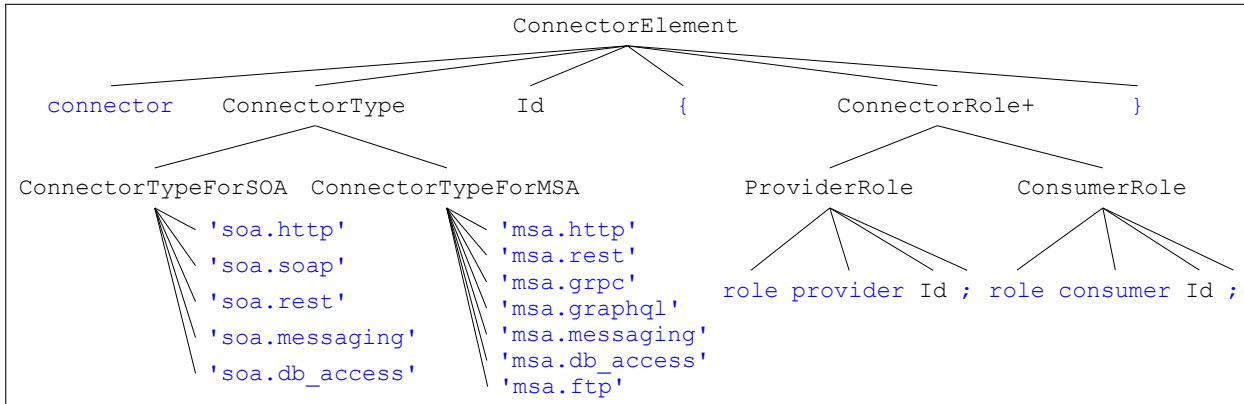 ConnectorElement
connector ConnectorType Id { ConnectorRole+ }
ConnectorTypeForSOA ConnectorTypeForMSA ProviderRole ConsumerRole
'soa.http'
'soa.soap'
'soa.rest'
'soa.messaging'
'soa.db_access'
'msa.http'
'msa.rest'
'msa.grpc'
'msa.graphql'
'msa.messaging'
'msa.db_access'
'msa.ftp'
role provider Id ; role consumer Id ;